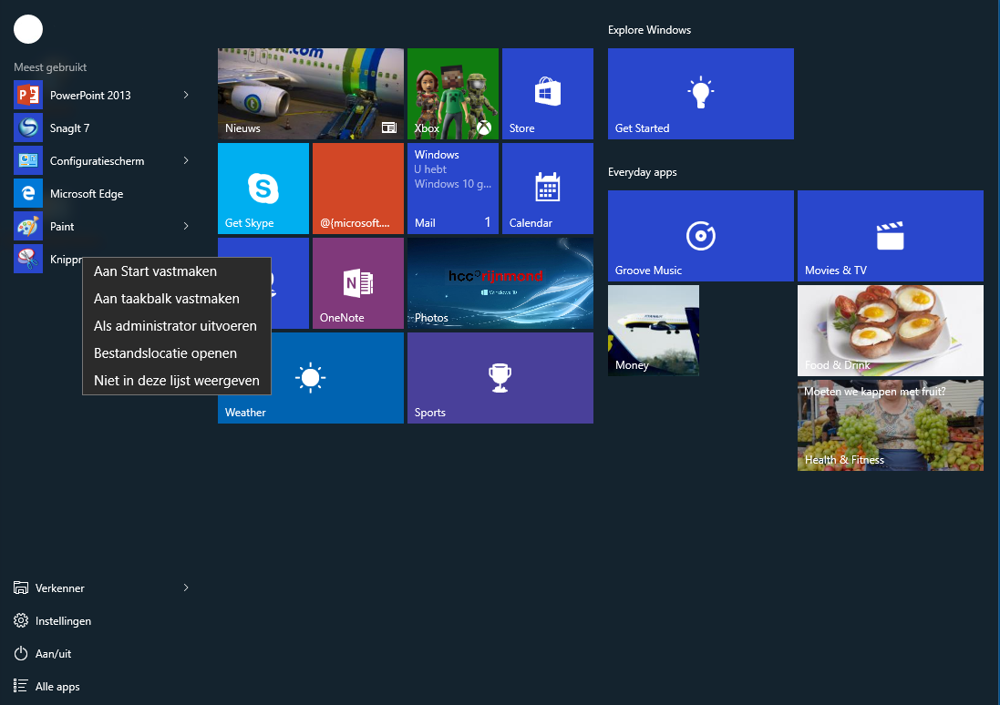 Meest gebruikt
PowerPoint 2013
SnagIt 7
Configuratiescherm
Microsoft Edge
Paint
Aan Start vastmaken
Aan taakbalk vastmaken
Als administrator uitvoeren
Bestandslocatie openen
Niet in deze lijst weergeven
Verkenner
Instellingen
Aan/uit
Alle apps
Nieuws
Xbox
Store
Get Skype
@{microsoft....
Windows
U hebt
Windows 10 g...
Mail 1
Calendar
OneNote
hcc rijnmond
Windows 10
Photos
Weather
Sports
Explore Windows
Get Started
Everyday apps
Groove Music
Movies & TV
Money
Food & Drink
Moeten we kappen met fruit?
Health & Fitness